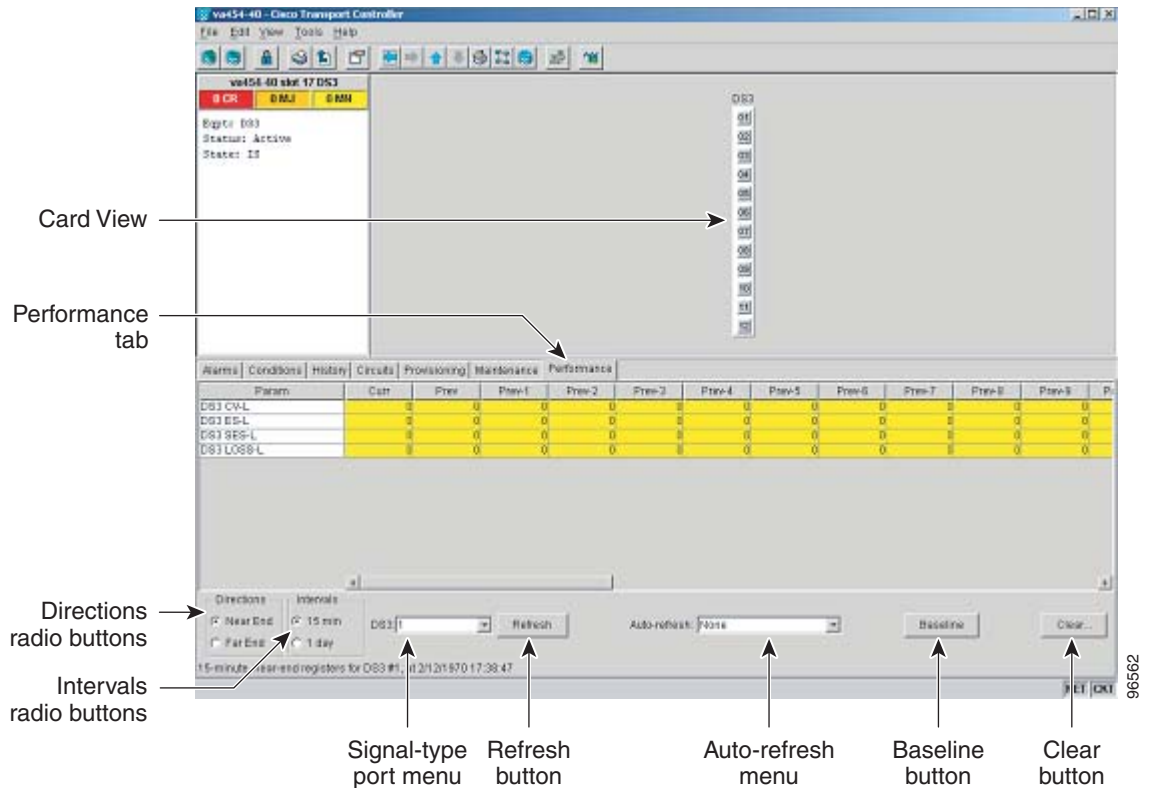 va454-40 - Cisco Transport Controller
File Edit View Tools Help
va454-40 slot 17 DS3
0 CR 0 MJ 0 MN
Eqpt: DS3
Status: Active
State: IS
DS3
01
02
03
04
05
06
07
08
09
10
11
12
Card View
Performance
tab
Alarms Conditions History Circuits Provisioning Maintenance Performance
Param Curr Prev Prev-1 Prev-2 Prev-3 Prev-4 Prev-5 Prev-6 Prev-7 Prev-8 Prev-9
DS3 CV-L 0 0 0 0 0 0 0 0 0 0 0
DS3 ES-L 0 0 0 0 0 0 0 0 0 0 0
DS3 SES-L 0 0 0 0 0 0 0 0 0 0 0
DS3 LOSS-L 0 0 0 0 0 0 0 0 0 0 0
Directions Intervals
Near End 15 min DS3: 1 Refresh Auto-refresh: None Baseline Clear...
Far End 1 day
15-minute, near-end registers for DS3 #1, at 2/12/1970 17:38:47
NET CKT
Directions
radio buttons
Intervals
radio buttons
Signal-type
port menu
Refresh
button
Auto-refresh
menu
Baseline
button
Clear
button
96562